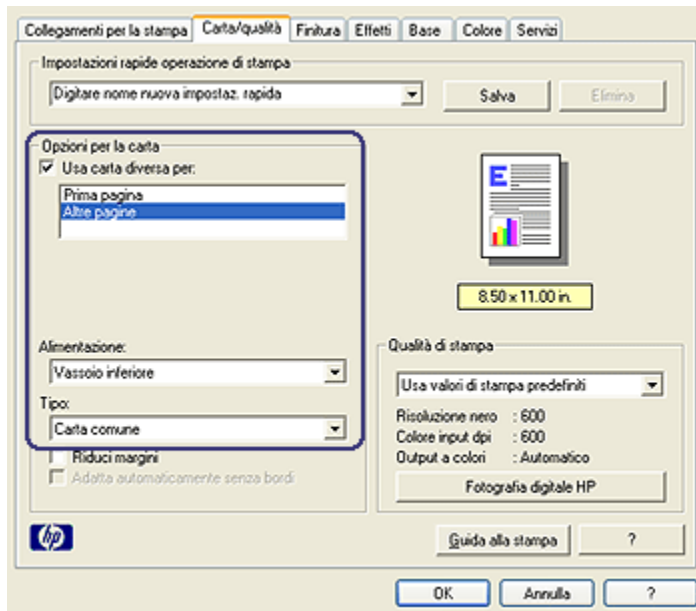 Collegamenti per la stampa Carta/qualità Finitura Effetti Base Colore Servizi
Impostazioni rapide operazione di stampa
Digitare nome nuova impostaz. rapida Salva Elimina
Opzioni per la carta
Usa carta diversa per:
Prima pagina
Altre pagine
E
8.50 x 11.00 in.
Alimentazione:
Vassoio inferiore
Tipo:
Carta comune
Riduci margini
Adatta automaticamente senza bordi
Qualità di stampa
Usa valori di stampa predefiniti
Risoluzione nero : 600
Colore input dpi : 600
Output a colori : Automatico
Fotografia digitale HP
hp
Guida alla stampa ?
OK Annulla ?